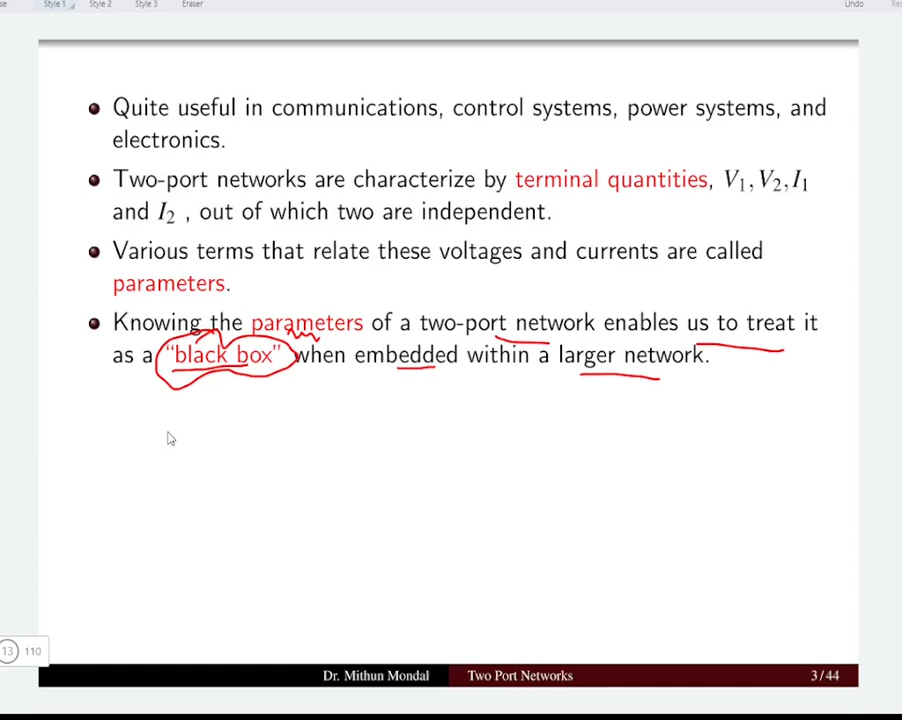 se Style 1 Style 2 Style 3 Eraser Undo Re
Quite useful in communications, control systems, power systems, and
electronics.
Two-port networks are characterize by terminal quantities, V1, V2, I1
and I2 , out of which two are independent.
Various terms that relate these voltages and currents are called
parameters.
Knowing the parameters of a two-port network enables us to treat it
as a “black box” when embedded within a larger network.
13 110
Dr. Mithun Mondal Two Port Networks 3/44